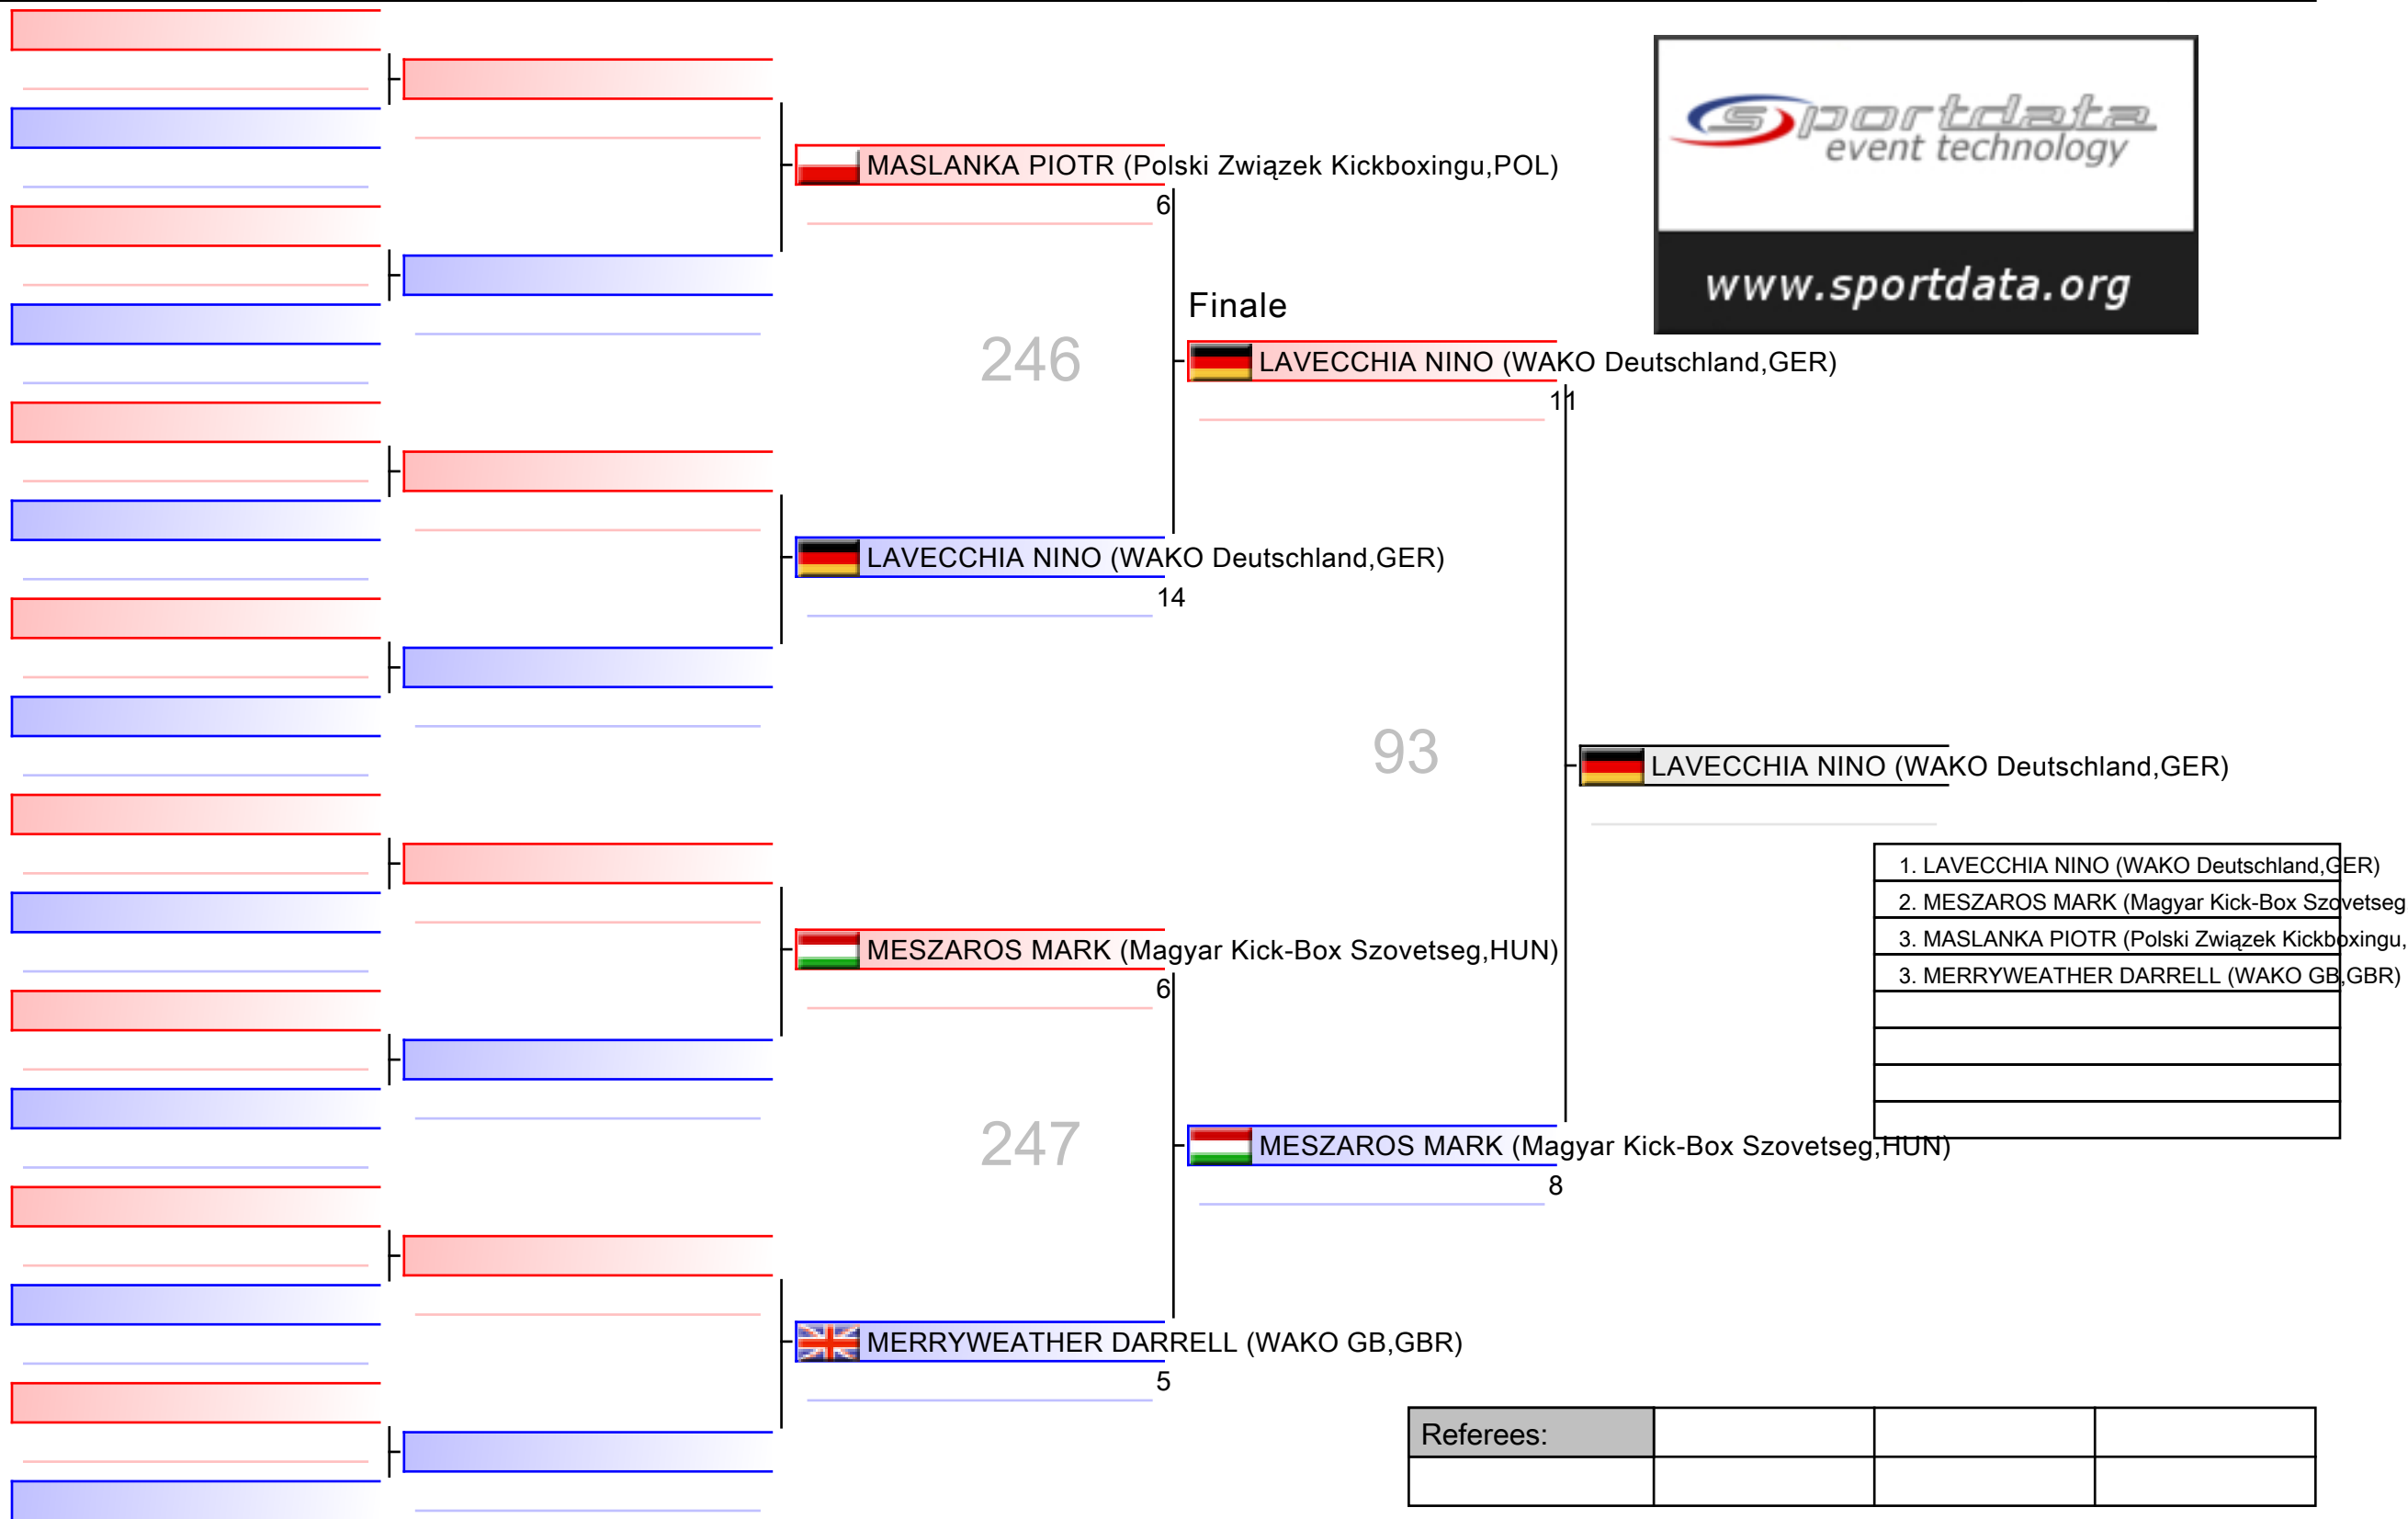 sportdata
event technology
www.sportdata.org
MASLANKA PIOTR (Polski Związek Kickboxingu,POL)
6
Finale
246
LAVECCHIA NINO (WAKO Deutschland,GER)
11
LAVECCHIA NINO (WAKO Deutschland,GER)
14
93
LAVECCHIA NINO (WAKO Deutschland,GER)
1. LAVECCHIA NINO (WAKO Deutschland,GER)
2. MESZAROS MARK (Magyar Kick-Box Szovetseg
3. MASLANKA PIOTR (Polski Związek Kickboxingu,
3. MERRYWEATHER DARRELL (WAKO GB,GBR)
MESZAROS MARK (Magyar Kick-Box Szovetseg,HUN)
6
247
MESZAROS MARK (Magyar Kick-Box Szovetseg,HUN)
8
MERRYWEATHER DARRELL (WAKO GB,GBR)
5
Referees: